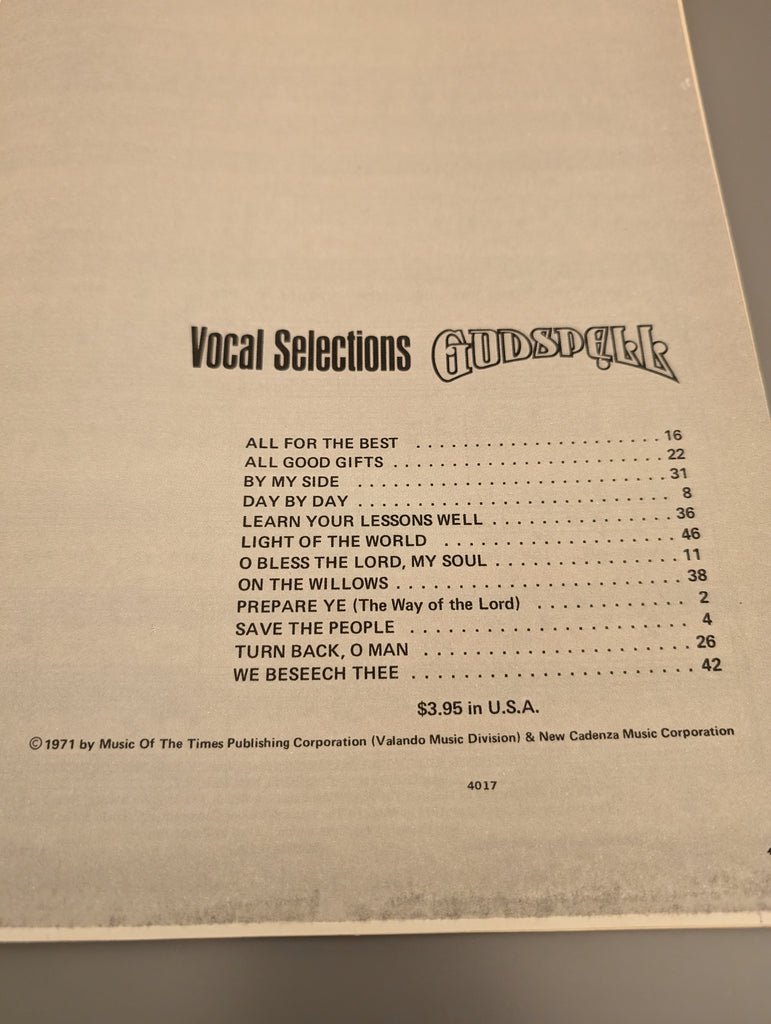 Vocal Selections GODSPELL
ALL FOR THE BEST . . . . . . . . . . . . . . . . . . . . . 16
ALL GOOD GIFTS . . . . . . . . . . . . . . . . . . . . . . . 22
BY MY SIDE . . . . . . . . . . . . . . . . . . . . . . . . . . 31
DAY BY DAY . . . . . . . . . . . . . . . . . . . . . . . . . . 8
LEARN YOUR LESSONS WELL . . . . . . . . . . . . . . . 36
LIGHT OF THE WORLD . . . . . . . . . . . . . . . . . . . 46
O BLESS THE LORD, MY SOUL . . . . . . . . . . . . . . . 11
ON THE WILLOWS . . . . . . . . . . . . . . . . . . . . . . . 38
PREPARE YE (The Way of the Lord) . . . . . . . . . . . 2
SAVE THE PEOPLE . . . . . . . . . . . . . . . . . . . . . . 4
TURN BACK, O MAN . . . . . . . . . . . . . . . . . . . . . 26
WE BESEECH THEE . . . . . . . . . . . . . . . . . . . . . . 42
$3.95 in U.S.A.
©1971 by Music Of The Times Publishing Corporation (Valando Music Division) & New Cadenza Music Corporation
4017